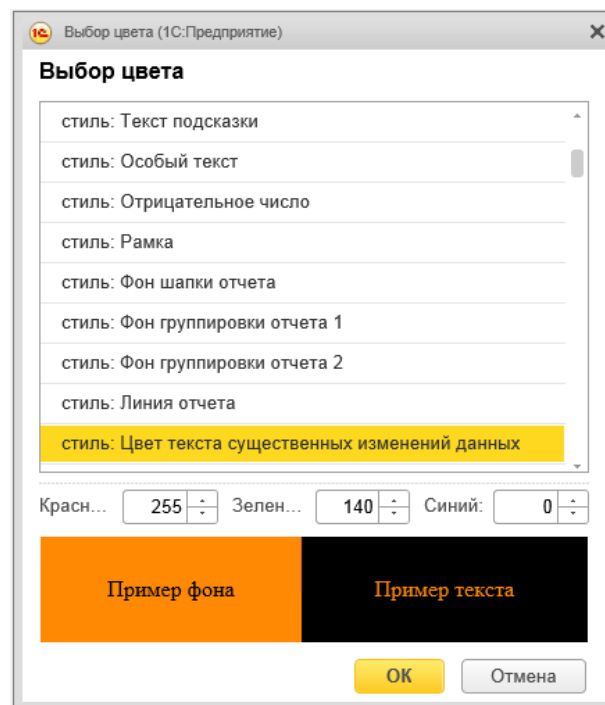 1С Выбор цвета (1С:Предприятие)
Выбор цвета
стиль: Текст подсказки
стиль: Особый текст
стиль: Отрицательное число
стиль: Рамка
стиль: Фон шапки отчета
стиль: Фон группировки отчета 1
стиль: Фон группировки отчета 2
стиль: Линия отчета
стиль: Цвет текста существенных изменений данных
Красн... 255 Зелен... 140 Синий: 0
Пример фона Пример текста
ОК Отмена